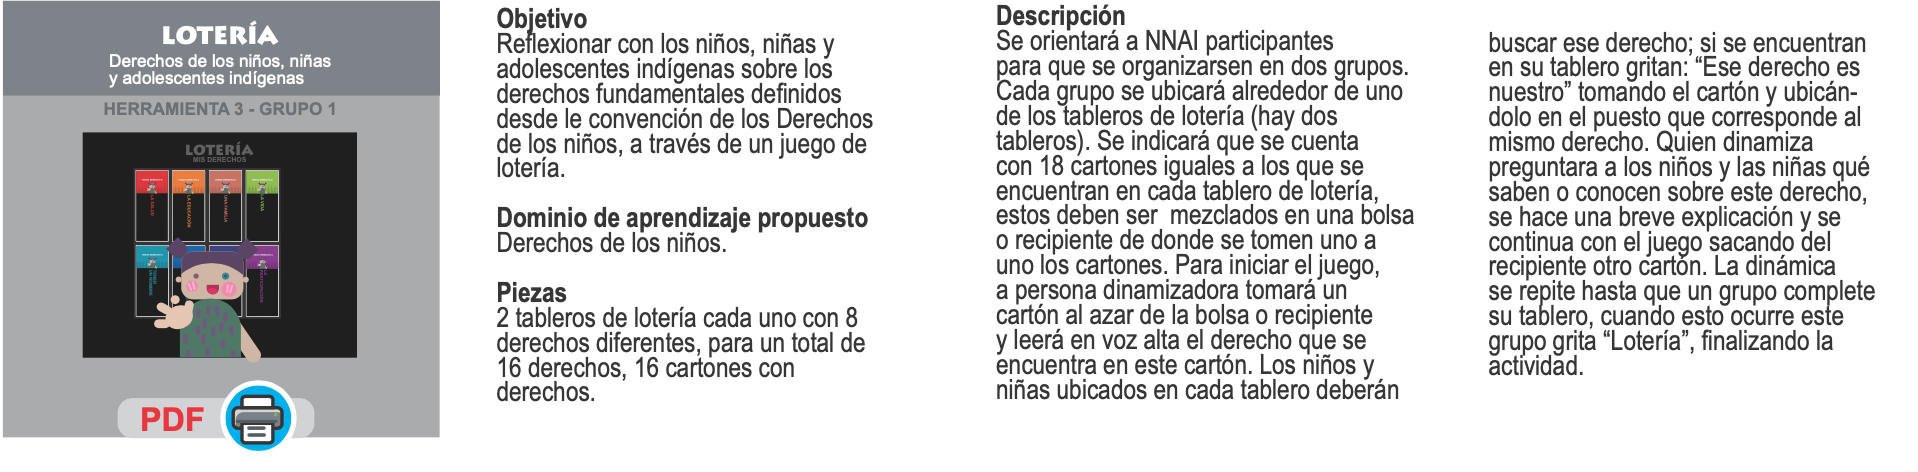 LOTERÍA
Derechos de los niños, niñas
y adolescentes indígenas
HERRAMIENTA 3 - GRUPO 1
LOTERÍA
MIS DERECHOS
A LA SALUD
A LA EDUCACIÓN
A UNA FAMILIA
A LA VIDA
PDF
Objetivo
Reflexionar con los niños, niñas y
adolescentes indígenas sobre los
derechos fundamentales definidos
desde le convención de los Derechos
de los niños, a través de un juego de
lotería.
Dominio de aprendizaje propuesto
Derechos de los niños.
Piezas
2 tableros de lotería cada uno con 8
derechos diferentes, para un total de
16 derechos, 16 cartones con
derechos.
Descripción
Se orientará a NNAI participantes
para que se organizarsen en dos grupos.
Cada grupo se ubicará alrededor de uno
de los tableros de lotería (hay dos
tableros). Se indicará que se cuenta
con 18 cartones iguales a los que se
encuentran en cada tablero de lotería,
estos deben ser  mezclados en una bolsa
o recipiente de donde se tomen uno a
uno los cartones. Para iniciar el juego,
a persona dinamizadora tomará un
cartón al azar de la bolsa o recipiente
y leerá en voz alta el derecho que se
encuentra en este cartón. Los niños y
niñas ubicados en cada tablero deberán
buscar ese derecho; si se encuentran
en su tablero gritan: “Ese derecho es
nuestro” tomando el cartón y ubicán-
dolo en el puesto que corresponde al
mismo derecho. Quien dinamiza
preguntara a los niños y las niñas qué
saben o conocen sobre este derecho,
se hace una breve explicación y se
continua con el juego sacando del
recipiente otro cartón. La dinámica
se repite hasta que un grupo complete
su tablero, cuando esto ocurre este
grupo grita “Lotería”, finalizando la
actividad.